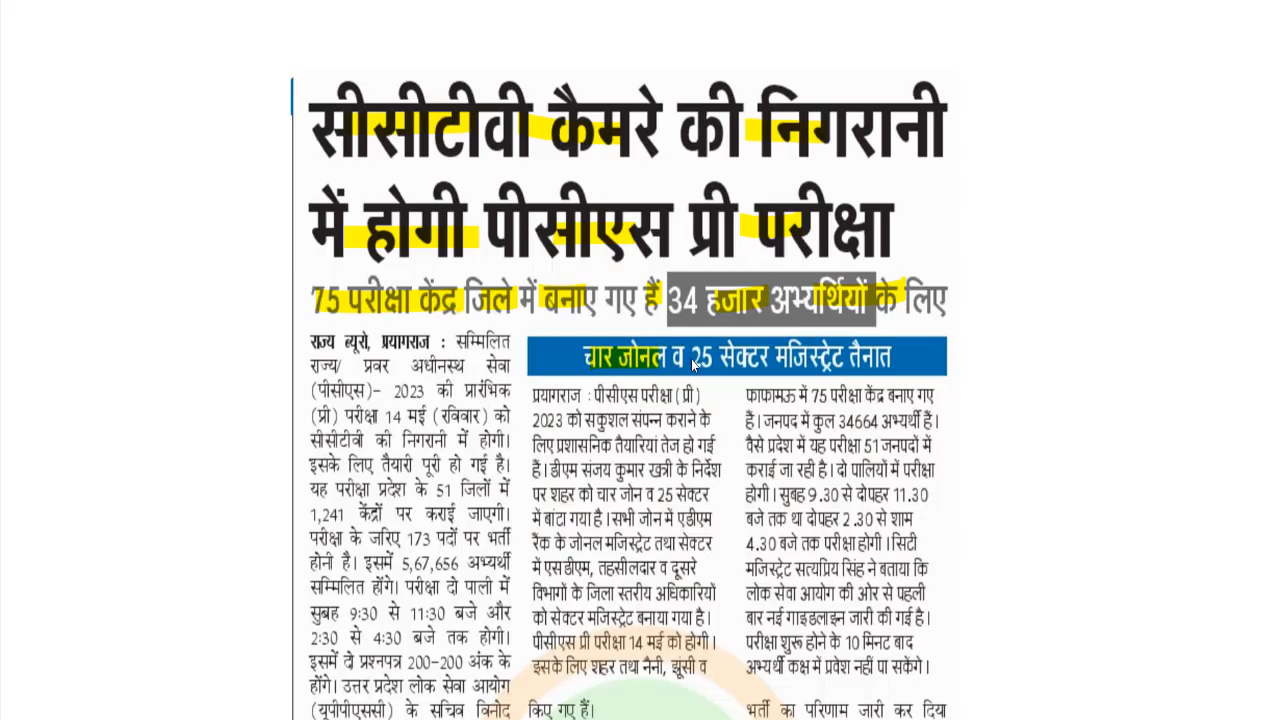 सीसीटीवी कैमरे की निगरानी
में होगी पीसीएस प्री परीक्षा
75 परीक्षा केंद्र जिले में बनाए गए हैं 34 हजार अभ्यर्थियों के लिए
राज्य ब्यूरो, प्रयागराज : सम्मिलित
राज्य/ प्रवर अधीनस्थ सेवा
(पीसीएस)- 2023 की प्रारंभिक
(प्री) परीक्षा 14 मई (रविवार) को
सीसीटीवी की निगरानी में होगी।
इसके लिए तैयारी पूरी हो गई है।
यह परीक्षा प्रदेश के 51 जिलों में
1,241 केंद्रों पर कराई जाएगी।
परीक्षा के जरिए 173 पदों पर भर्ती
होनी है। इसमें 5,67,656 अभ्यर्थी
सम्मिलित होंगे। परीक्षा दो पाली में
सुबह 9:30 से 11:30 बजे और
2:30 से 4:30 बजे तक होगी।
इसमें दो प्रश्नपत्र 200-200 अंक के
होंगे। उत्तर प्रदेश लोक सेवा आयोग
(यूपीपीएससी) के सचिव विनोद
चार जोनल व 25 सेक्टर मजिस्ट्रेट तैनात
प्रयागराज : पीसीएस परीक्षा (प्री)
2023 को सकुशल संपन्न कराने के
लिए प्रशासनिक तैयारियां तेज हो गई
हैं। डीएम संजय कुमार खत्री के निर्देश
पर शहर को चार जोन व 25 सेक्टर
में बांटा गया है। सभी जोन में एडीएम
रैंक के जोनल मजिस्ट्रेट तथा सेक्टर
में एसडीएम, तहसीलदार व दूसरे
विभागों के जिला स्तरीय अधिकारियों
को सेक्टर मजिस्ट्रेट बनाया गया है।
पीसीएस प्री परीक्षा 14 मई को होगी।
इसके लिए शहर तथा नैनी, झूंसी व
फाफामऊ में 75 परीक्षा केंद्र बनाए गए
हैं। जनपद में कुल 34664 अभ्यर्थी हैं।
वैसे प्रदेश में यह परीक्षा 51 जनपदों में
कराई जा रही है। दो पालियों में परीक्षा
होगी। सुबह 9.30 से दोपहर 11.30
बजे तक था दोपहर 2.30 से शाम
4.30 बजे तक परीक्षा होगी। सिटी
मजिस्ट्रेट सत्यप्रिय सिंह ने बताया कि
लोक सेवा आयोग की ओर से पहली
बार नई गाइडलाइन जारी की गई है।
परीक्षा शुरू होने के 10 मिनट बाद
अभ्यर्थी कक्ष में प्रवेश नहीं पा सकेंगे।
किए गए हैं।
भर्ती का परिणाम जारी कर दिया